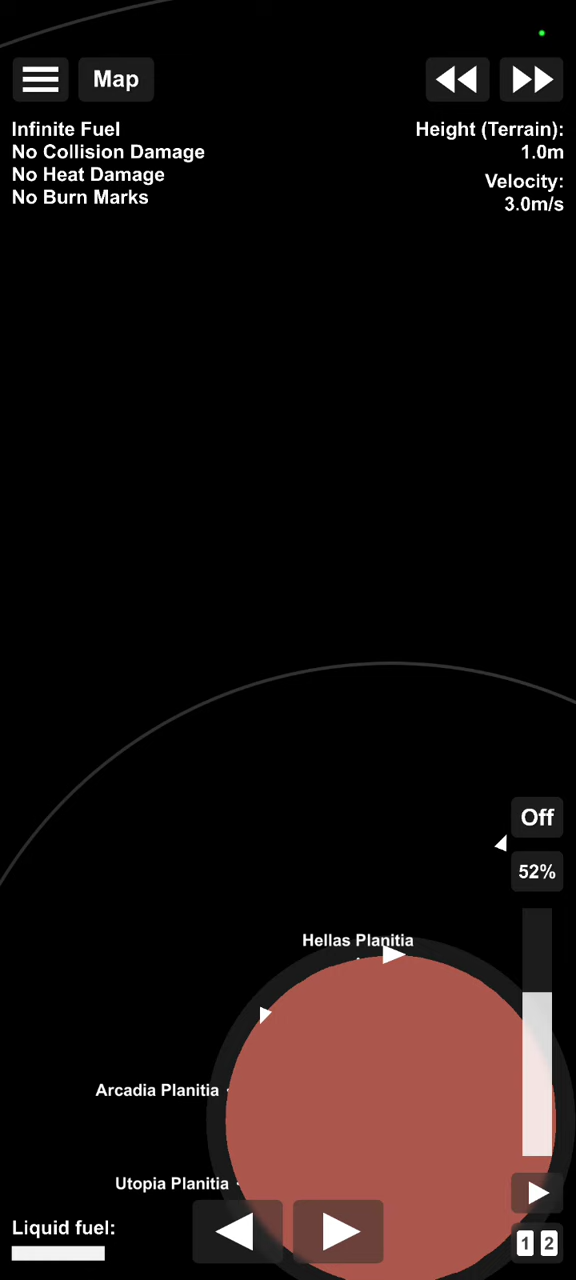 Map
Infinite Fuel
No Collision Damage
No Heat Damage
No Burn Marks
Height (Terrain):
1.0m
Velocity:
3.0m/s
Off
52%
Hellas Planitia
Arcadia Planitia
Utopia Planitia
Liquid fuel:
1 2